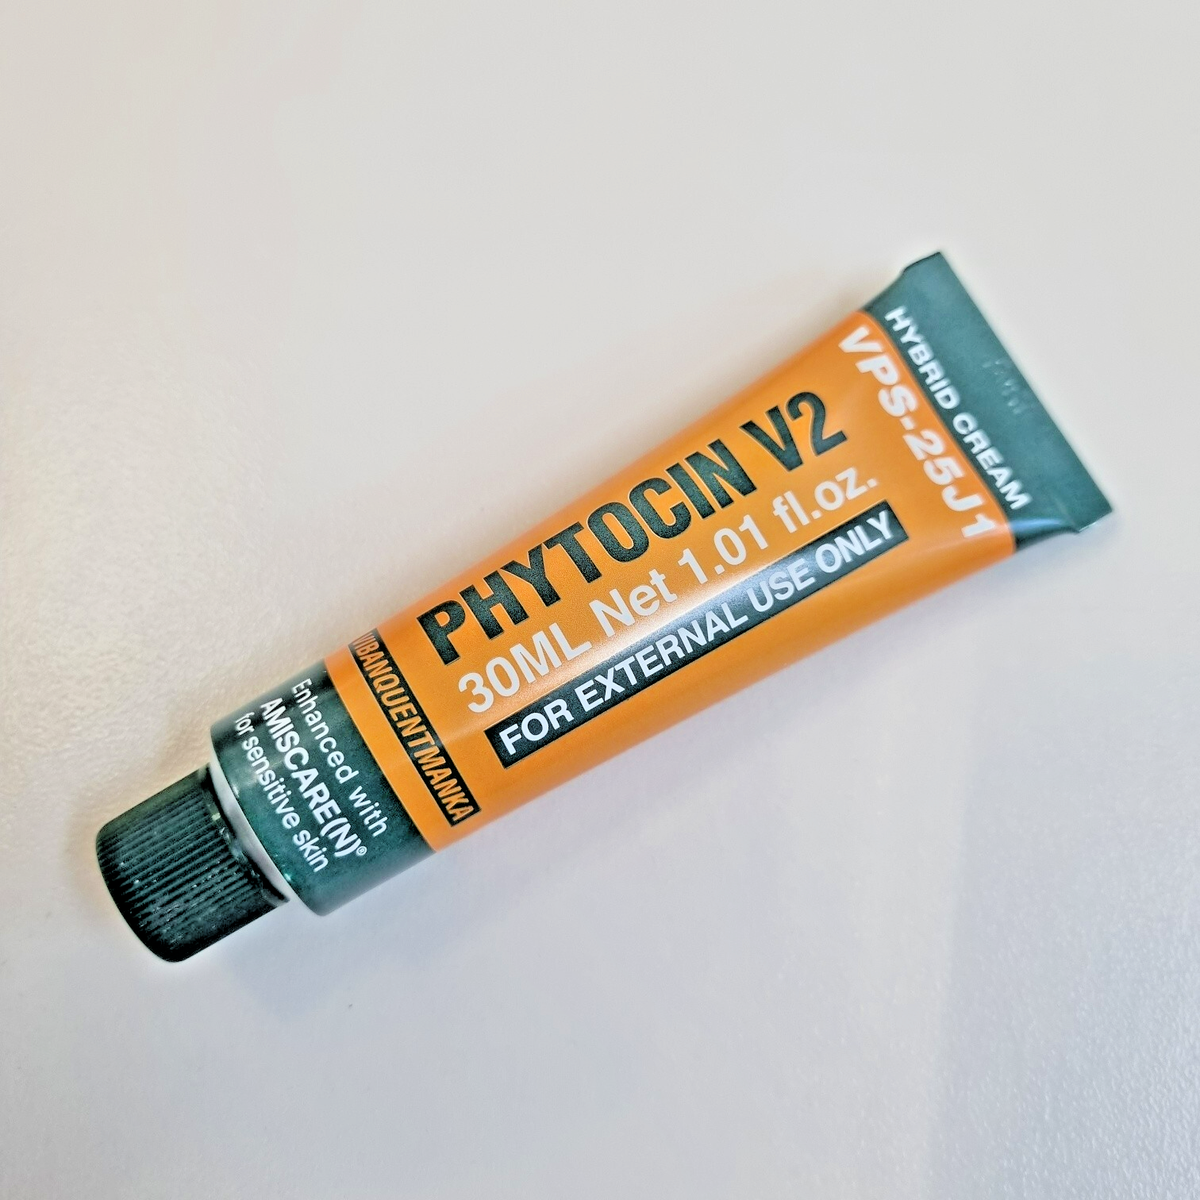 HYBRID CREAM
VPS-25J1
PHYTOCIN V2
30ML Net 1.01 fl.oz.
FOR EXTERNAL USE ONLY
VIBANQUENTMANKA
Enhanced with
AMISCARE(N)®
for sensitive skin